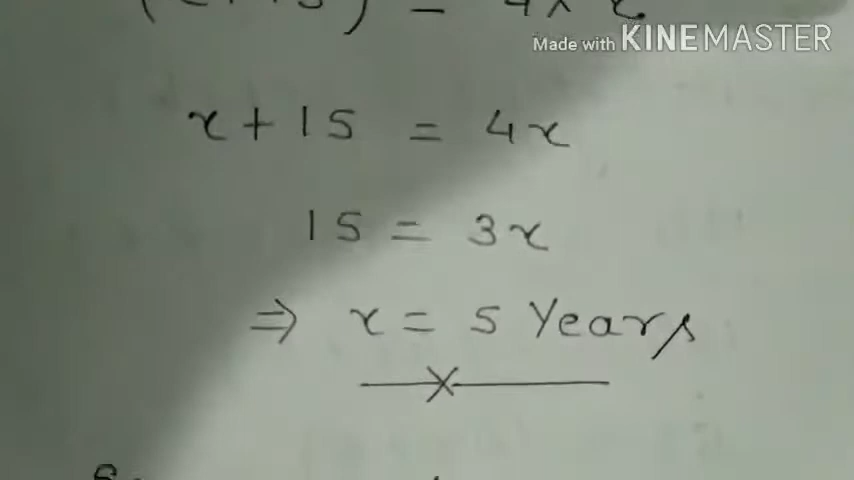 Made with KINEMASTER
x + 15 = 4x
15 = 3x
⇒ x = 5 Years